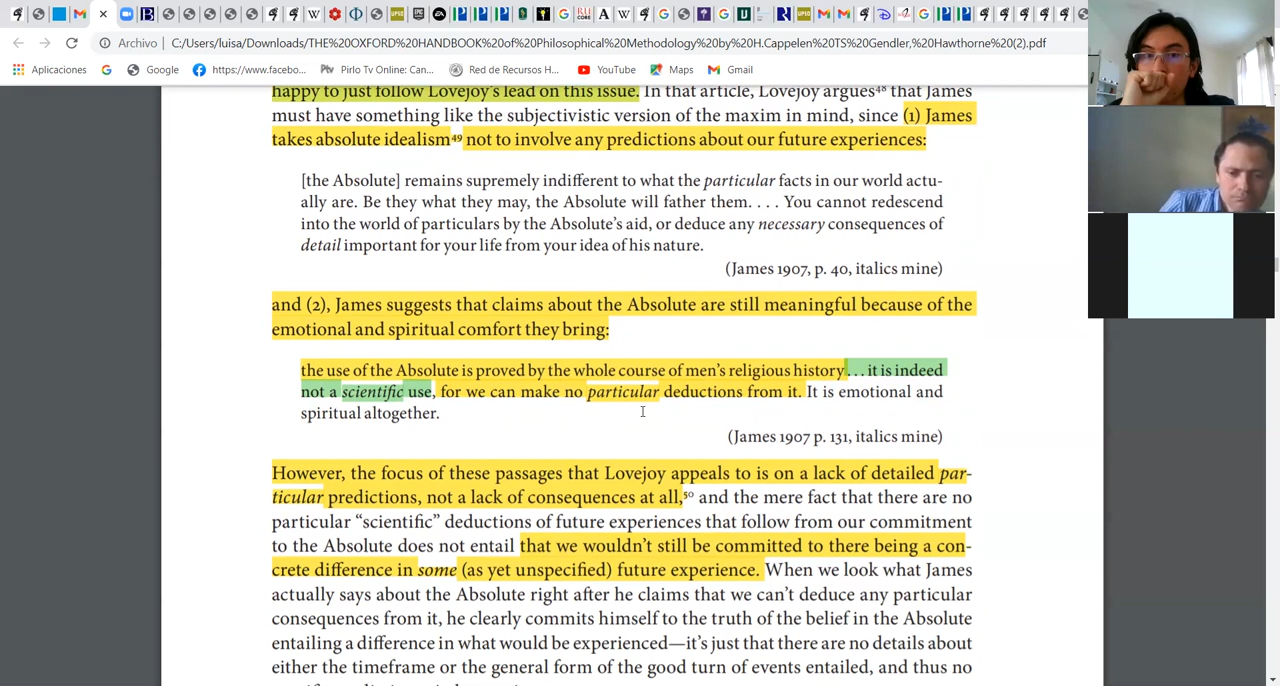 Archivo | C:/Users/luisa/Downloads/THE%20OXFORD%20HANDBOOK%20of%20Philosophical%20Methodology%20by%20H.Cappelen%20TS%20Gendler,%20Hawthorne%20(2).pdf
Aplicaciones Google https://www.facebo... Pirlo Tv Online: Can... Red de Recursos H... YouTube Maps Gmail
happy to just follow Lovejoy's lead on this issue. In that article, Lovejoy argues⁴⁸ that James
must have something like the subjectivistic version of the maxim in mind, since (1) James
takes absolute idealism⁴⁹ not to involve any predictions about our future experiences:
[the Absolute] remains supremely indifferent to what the particular facts in our world actu-
ally are. Be they what they may, the Absolute will father them. . . . You cannot redescend
into the world of particulars by the Absolute's aid, or deduce any necessary consequences of
detail important for your life from your idea of his nature.
(James 1907, p. 40, italics mine)
and (2), James suggests that claims about the Absolute are still meaningful because of the
emotional and spiritual comfort they bring:
the use of the Absolute is proved by the whole course of men's religious history . . . it is indeed
not a scientific use, for we can make no particular deductions from it. It is emotional and
spiritual altogether.
(James 1907 p. 131, italics mine)
However, the focus of these passages that Lovejoy appeals to is on a lack of detailed par-
ticular predictions, not a lack of consequences at all,⁵⁰ and the mere fact that there are no
particular “scientific” deductions of future experiences that follow from our commitment
to the Absolute does not entail that we wouldn't still be committed to there being a con-
crete difference in some (as yet unspecified) future experience. When we look what James
actually says about the Absolute right after he claims that we can't deduce any particular
consequences from it, he clearly commits himself to the truth of the belief in the Absolute
entailing a difference in what would be experienced—it's just that there are no details about
either the timeframe or the general form of the good turn of events entailed, and thus no